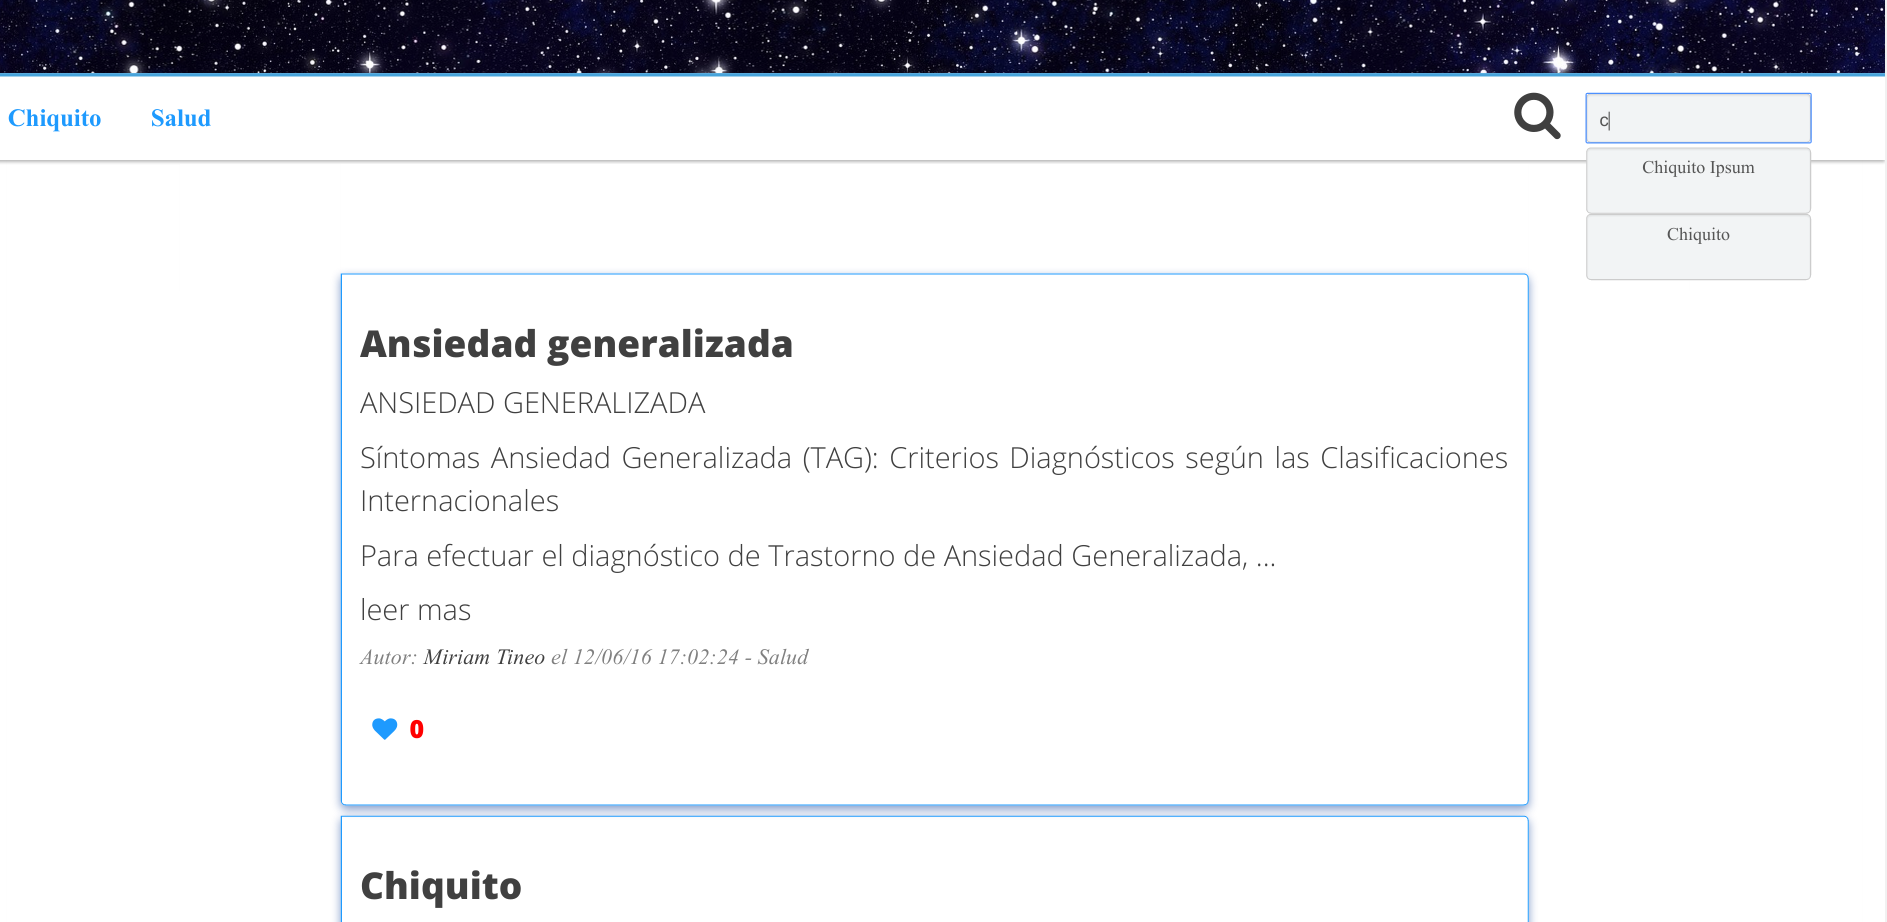 Chiquito Salud
c
Chiquito Ipsum
Chiquito
Ansiedad generalizada
ANSIEDAD GENERALIZADA
Síntomas Ansiedad Generalizada (TAG): Criterios Diagnósticos según las Clasificaciones
Internacionales
Para efectuar el diagnóstico de Trastorno de Ansiedad Generalizada, ...
leer mas
Autor: Miriam Tineo el 12/06/16 17:02:24 - Salud
0
Chiquito